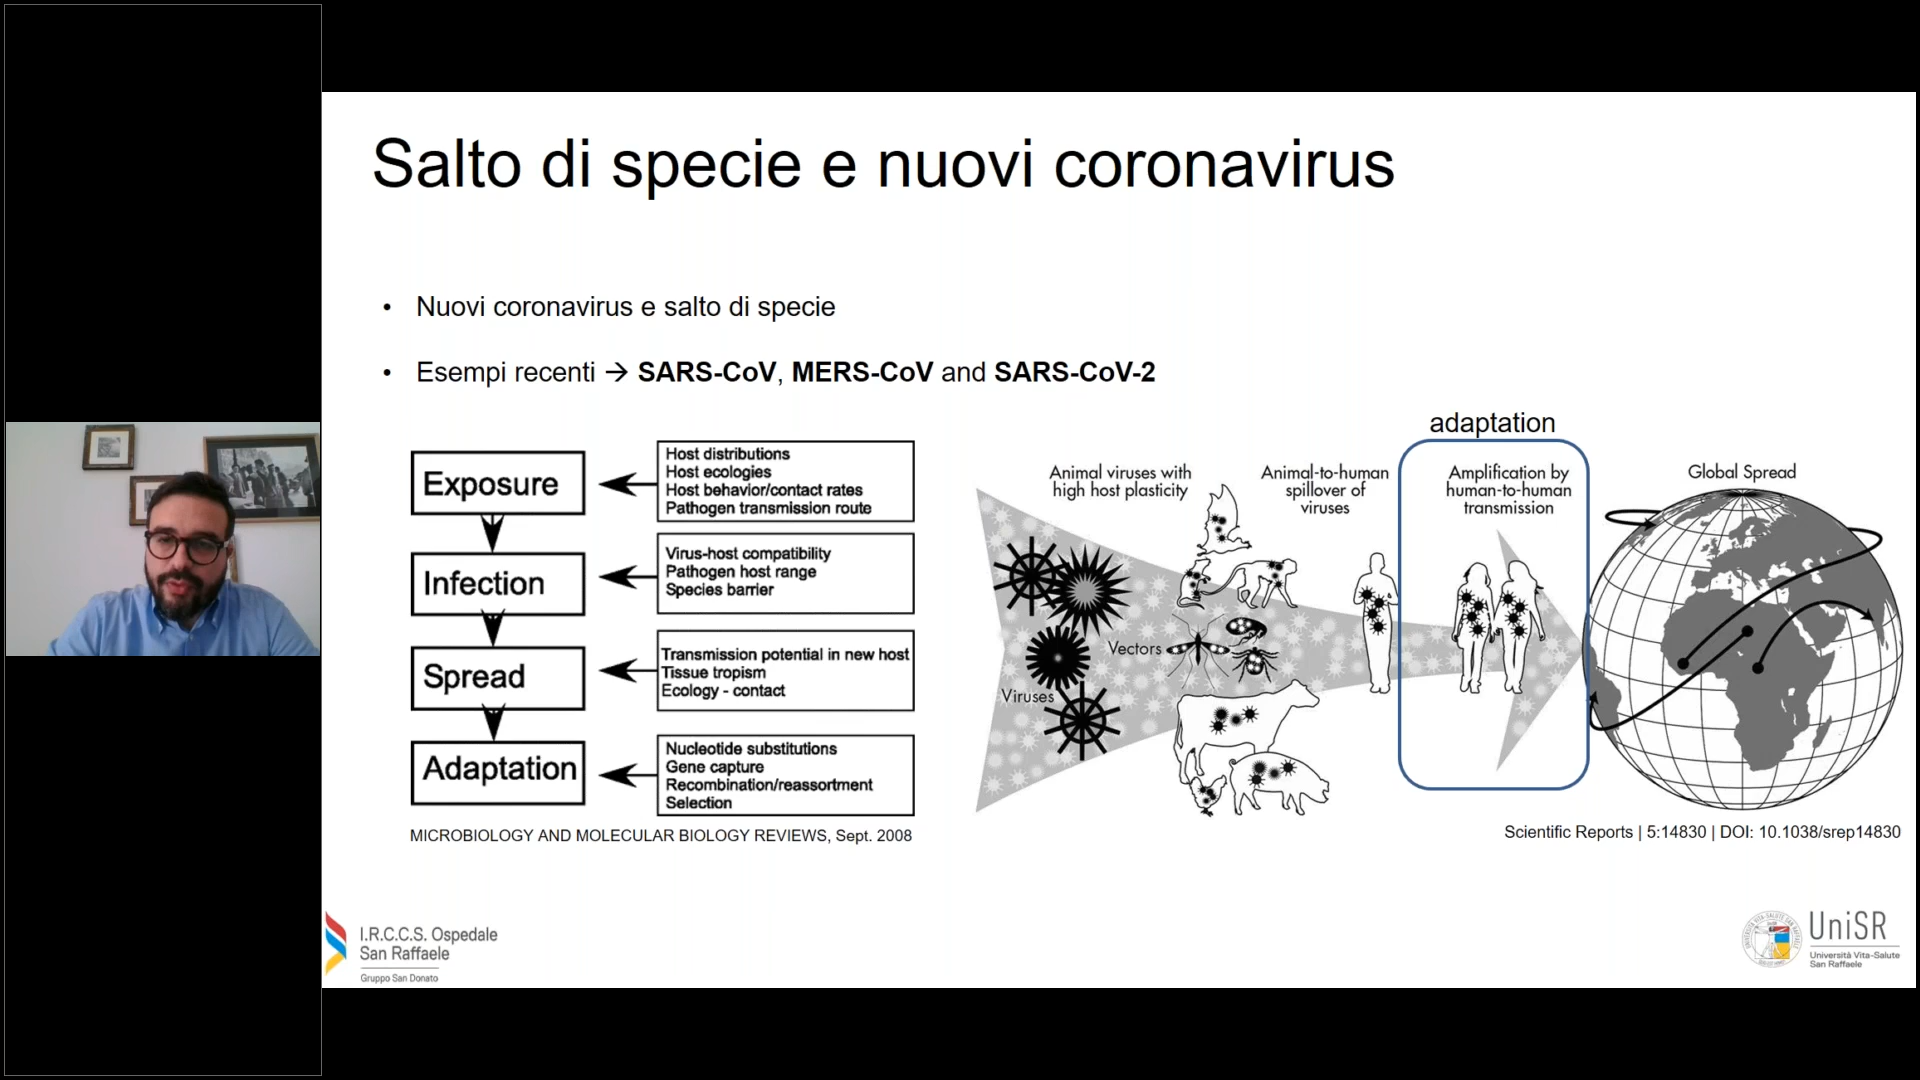 Salto di specie e nuovi coronavirus
• Nuovi coronavirus e salto di specie
• Esempi recenti → SARS-CoV, MERS-CoV and SARS-CoV-2
Exposure
Host distributions
Host ecologies
Host behavior/contact rates
Pathogen transmission route
Infection
Virus-host compatibility
Pathogen host range
Species barrier
Spread
Transmission potential in new host
Tissue tropism
Ecology - contact
Adaptation
Nucleotide substitutions
Gene capture
Recombination/reassortment
Selection
MICROBIOLOGY AND MOLECULAR BIOLOGY REVIEWS, Sept. 2008
adaptation
Animal viruses with
high host plasticity
Animal-to-human
spillover of
viruses
Amplification by
human-to-human
transmission
Global Spread
Vectors
Viruses
Scientific Reports | 5:14830 | DOI: 10.1038/srep14830
I.R.C.C.S. Ospedale
San Raffaele
Gruppo San Donato
UniSR
Università Vita-Salute
San Raffaele